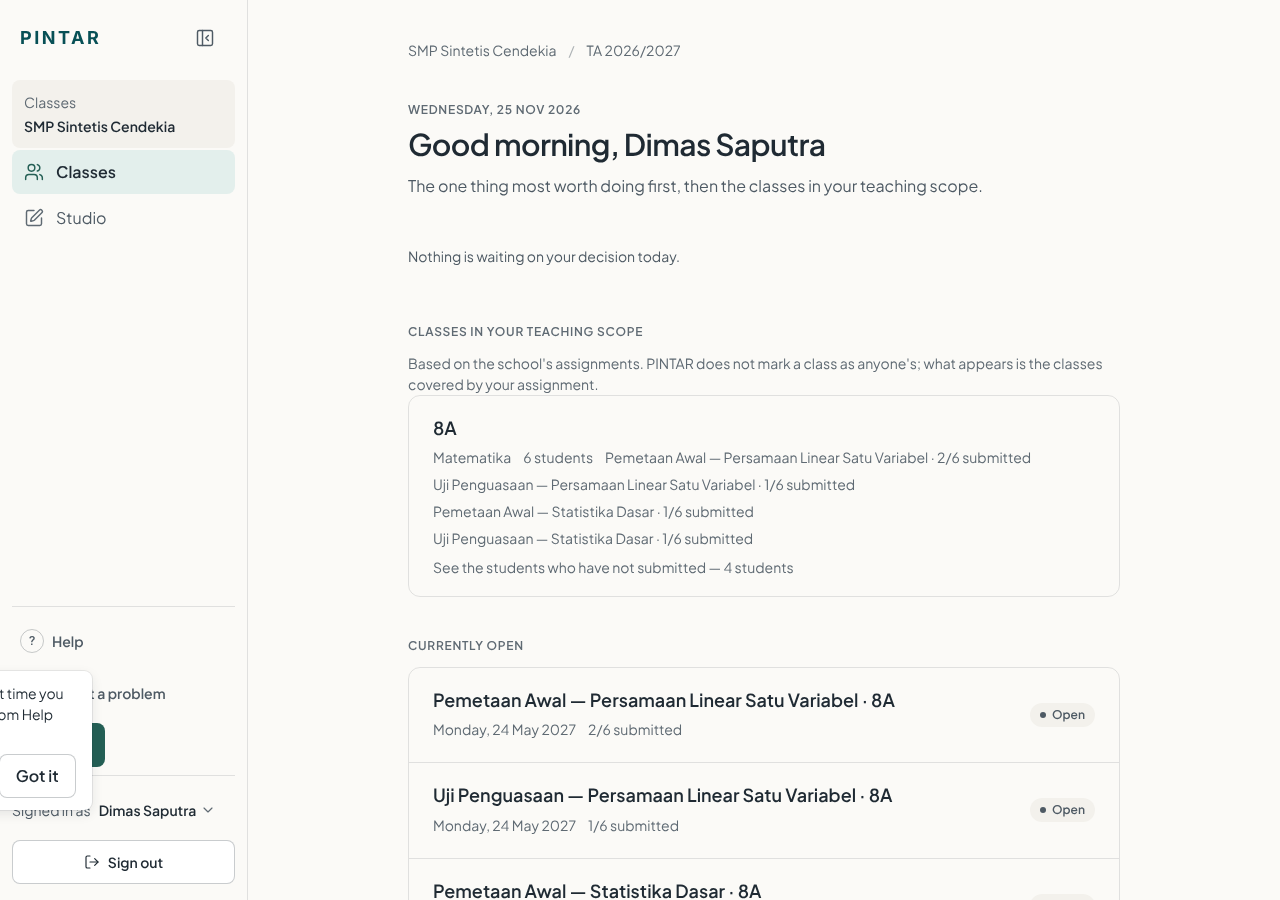 PINTAR
Classes
SMP Sintetis Cendekia
Classes
Studio
? Help
t a problem
t time you
om Help
Got it
Signed in as Dimas Saputra
Sign out
SMP Sintetis Cendekia / TA 2026/2027
WEDNESDAY, 25 NOV 2026
Good morning, Dimas Saputra
The one thing most worth doing first, then the classes in your teaching scope.
Nothing is waiting on your decision today.
CLASSES IN YOUR TEACHING SCOPE
Based on the school's assignments. PINTAR does not mark a class as anyone's; what appears is the classes
covered by your assignment.
8A
Matematika 6 students Pemetaan Awal — Persamaan Linear Satu Variabel · 2/6 submitted
Uji Penguasaan — Persamaan Linear Satu Variabel · 1/6 submitted
Pemetaan Awal — Statistika Dasar · 1/6 submitted
Uji Penguasaan — Statistika Dasar · 1/6 submitted
See the students who have not submitted — 4 students
CURRENTLY OPEN
Pemetaan Awal — Persamaan Linear Satu Variabel · 8A
Monday, 24 May 2027 2/6 submitted
Open
Uji Penguasaan — Persamaan Linear Satu Variabel · 8A
Monday, 24 May 2027 1/6 submitted
Open
Pemetaan Awal — Statistika Dasar · 8A